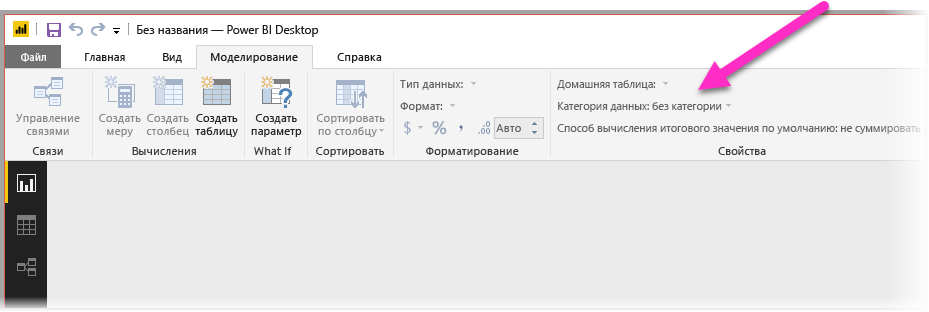 Без названия — Power BI Desktop
Файл Главная Вид Моделирование Справка
Управление связями
Связи
Создать меру
Создать столбец
Создать таблицу
Вычисления
Создать параметр
What If
Сортировать по столбцу
Сортировать
Тип данных:
Формат:
$ % , .00 Авто
Форматирование
Домашняя таблица:
Категория данных: без категории
Способ вычисления итогового значения по умолчанию: не суммировать
Свойства